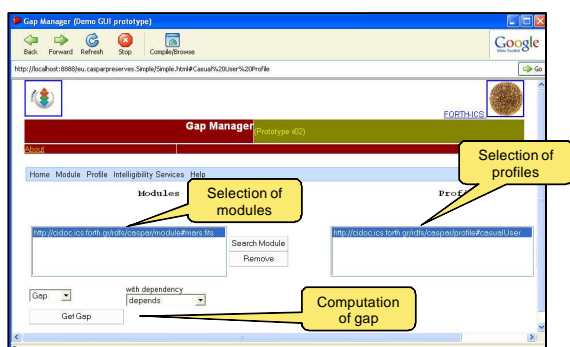 Gap Manager (Demo GUI prototype)
Back Forward Refresh Stop Compile/Browse
Google
http://localhost:8888/eu.casparpreserves.Simple/Simple.html#Casual%20User%20Profile
Go
FORTH-ICS
Gap Manager (Prototype v02)
About
Home Module Profile Intelligibility Services Help
Selection of
profiles
Modules
Profi
Selection of
modules
http://cidoc.ics.forth.gr/rdfs/caspar/module#mars.fits
http://cidoc.ics.forth.gr/rdfs/caspar/profile#casualUser
Search Module
Remove
with dependency
Gap
depends
Get Gap
Computation
of gap